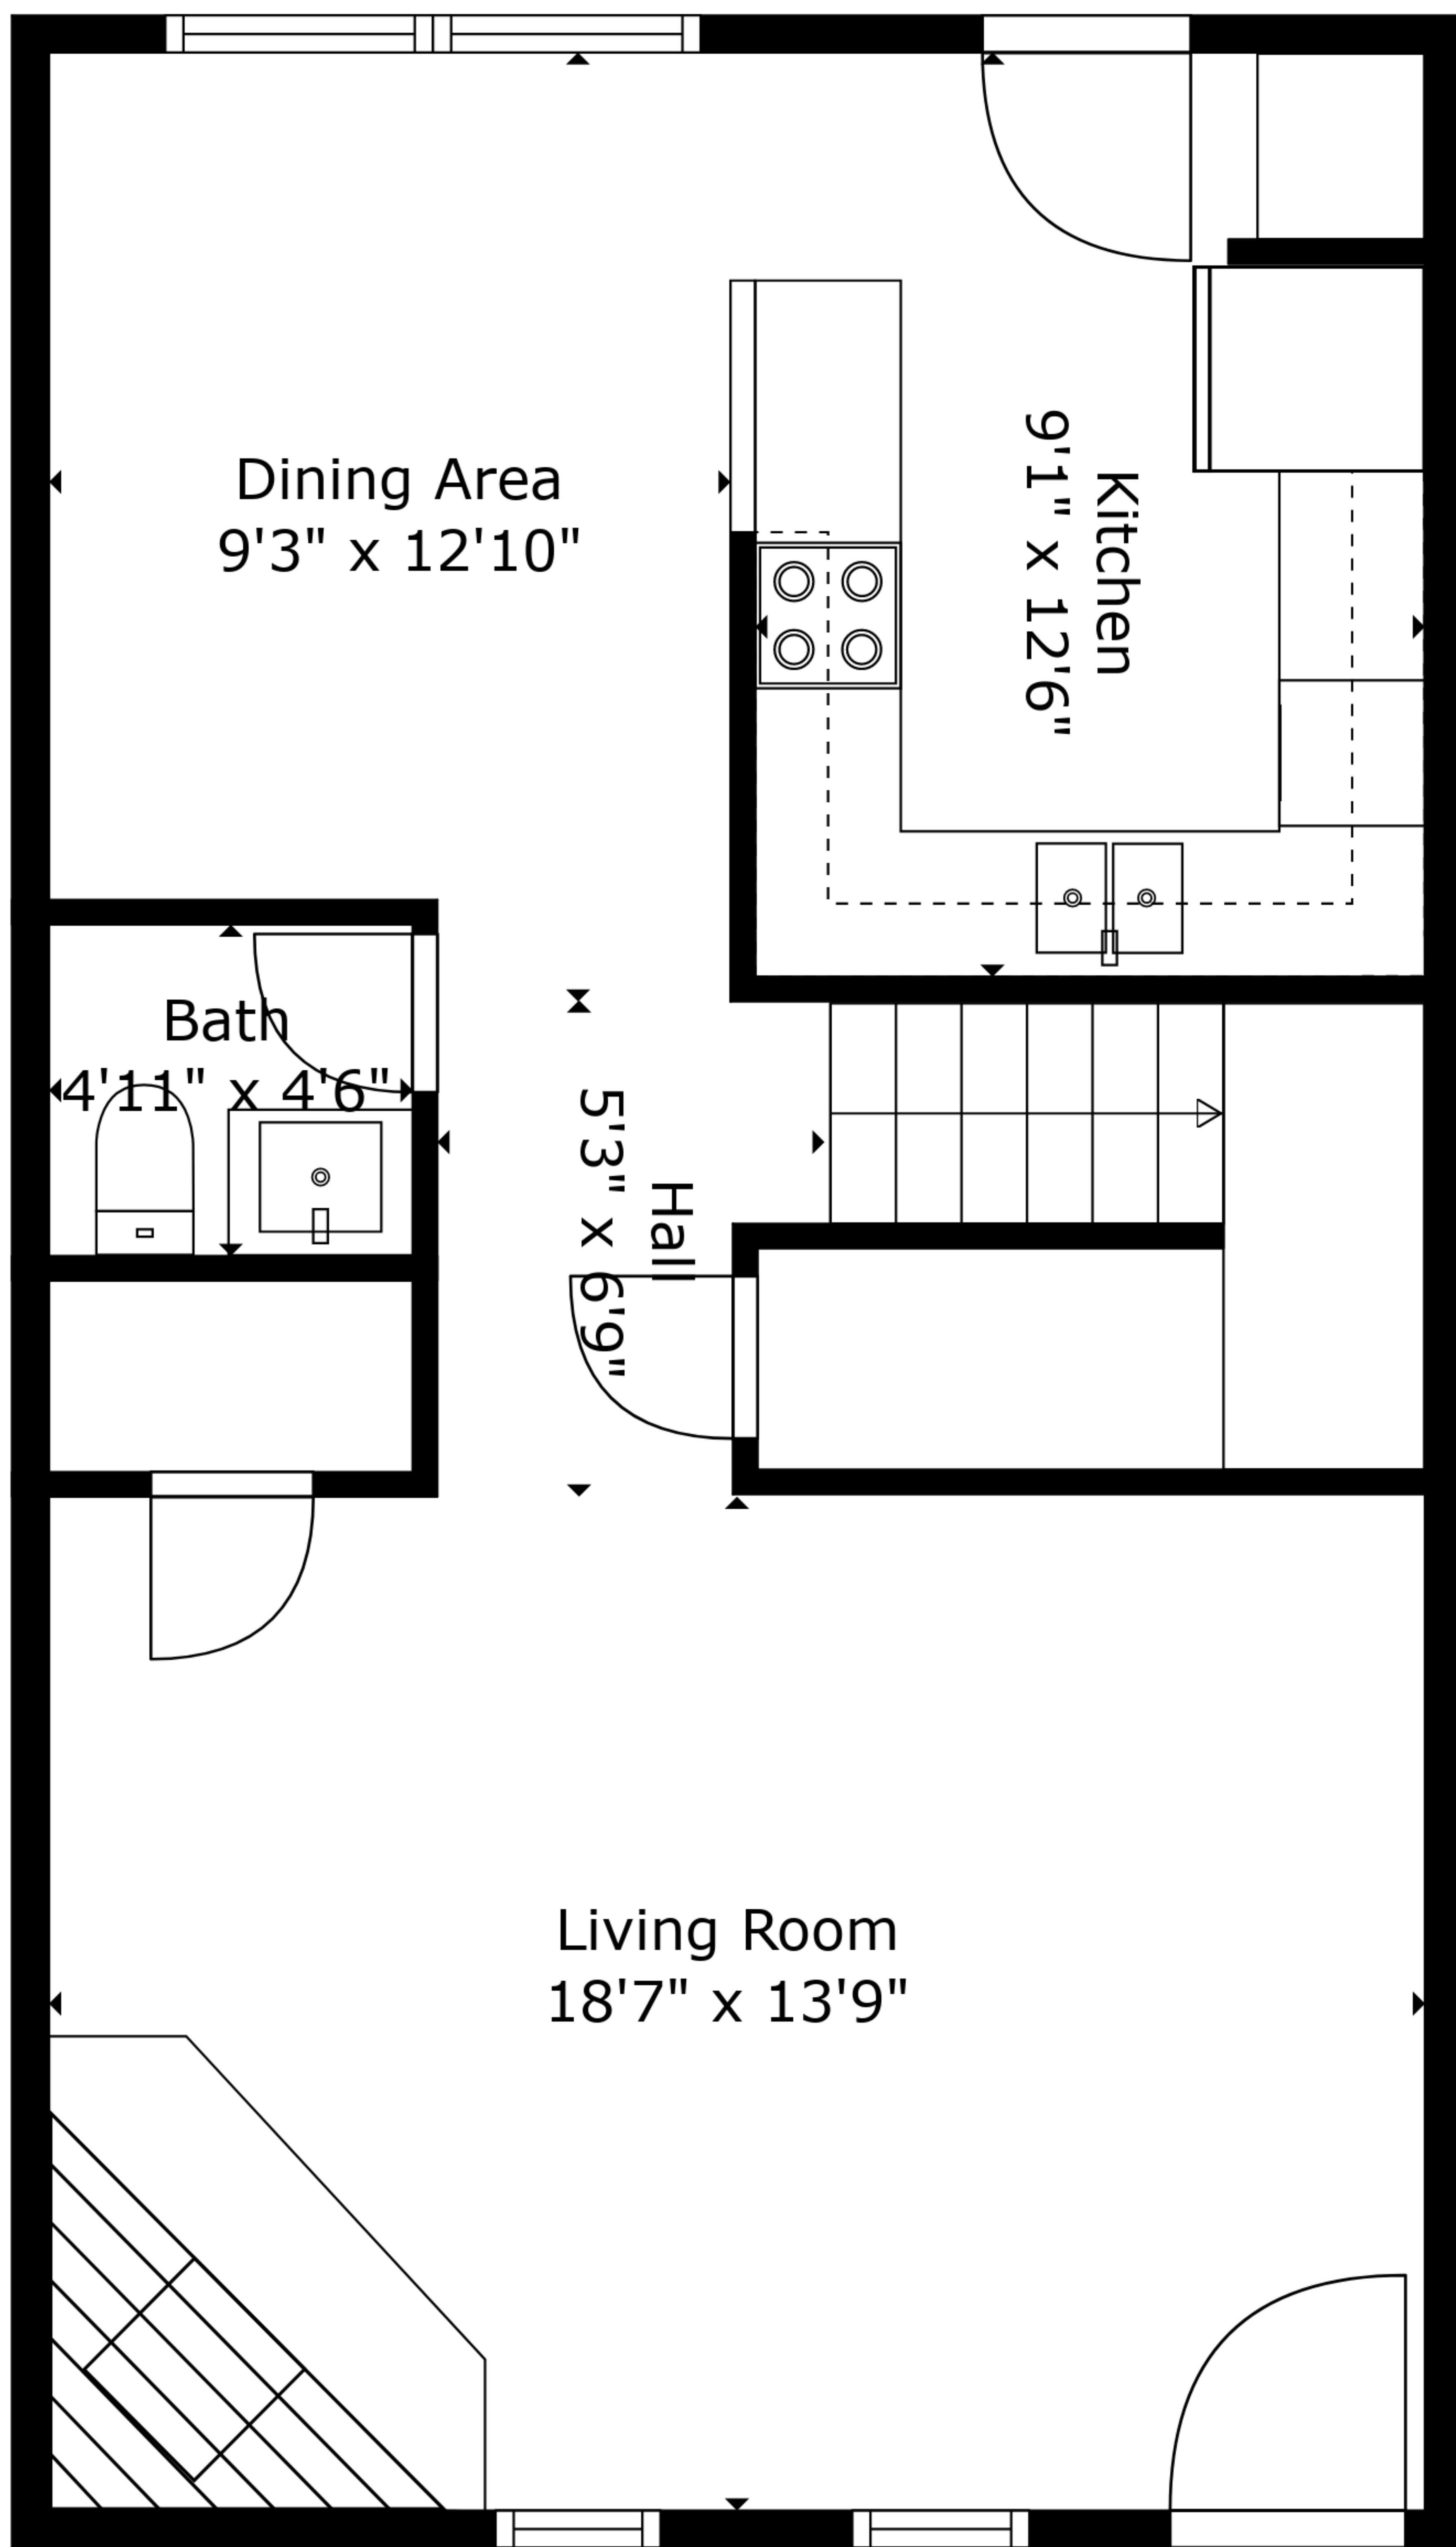 Dining Area
9'3" x 12'10"
Kitchen
9'1" x 12'6"
Bath
4'11" x 4'6"
Hall
5'3" x 6'9"
Living Room
18'7" x 13'9"